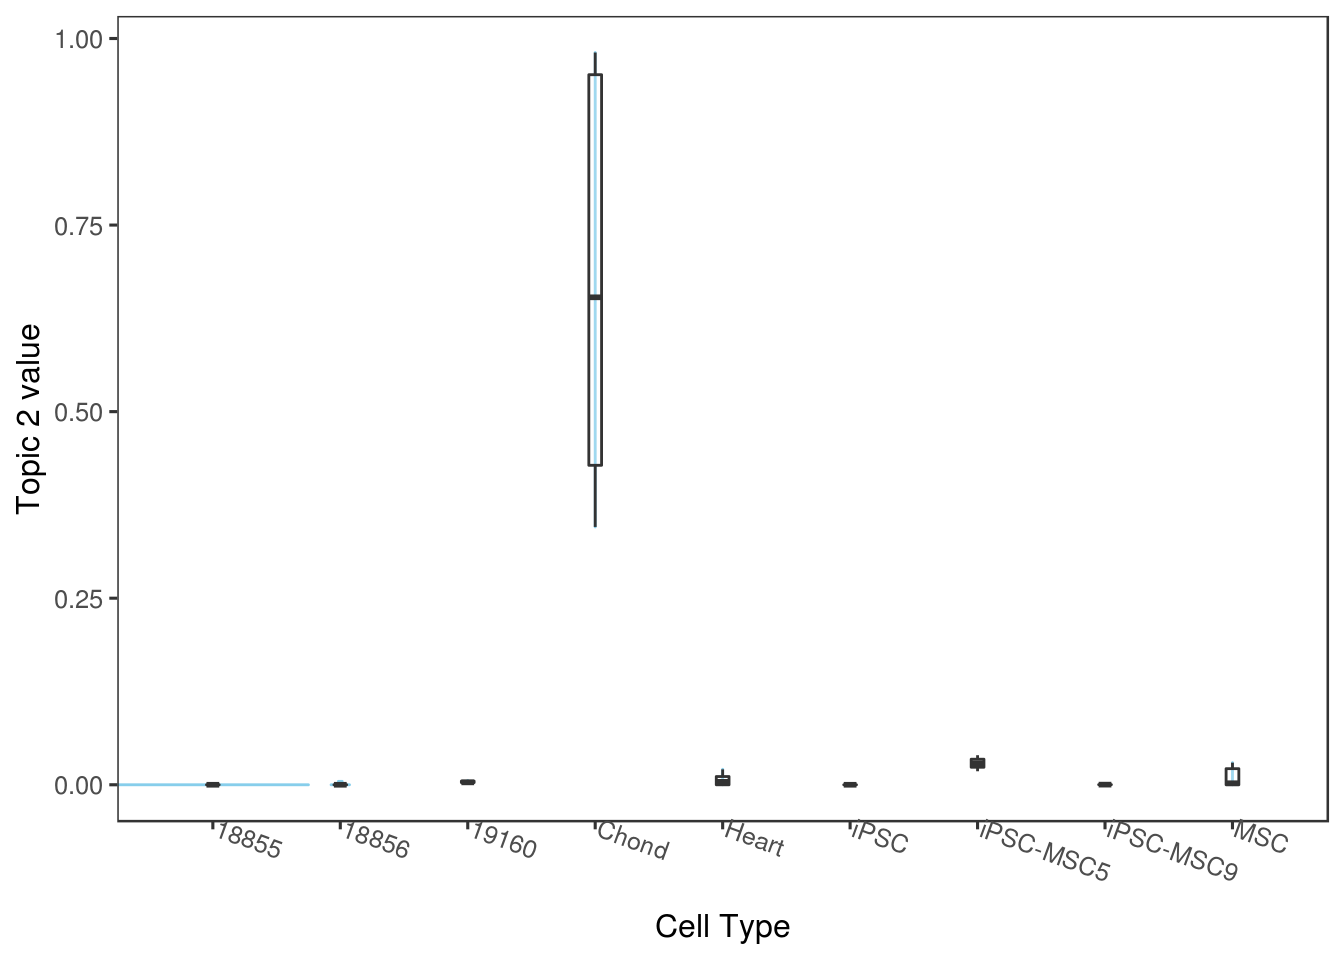 1.00
0.75
0.50
0.25
0.00
Topic 2 value
18855
18856
19160
Chond
Heart
iPSC
iPSC-MSC5
iPSC-MSC9
MSC
Cell Type